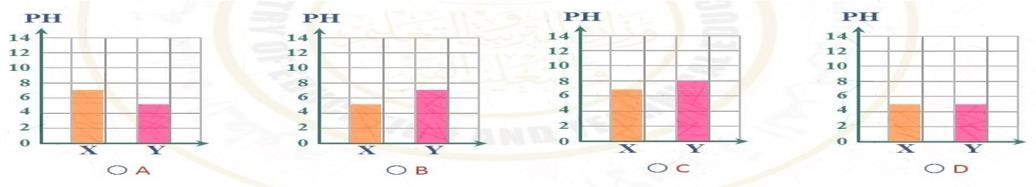 PH PH PH PH
14 14 14 14
12 12 12 12
10 10 10 10
8 8 8 8
6 6 6 6
4 4 4 4
2 2 2 2
0 0 0 0
X Y X Y X Y X Y
A B C D